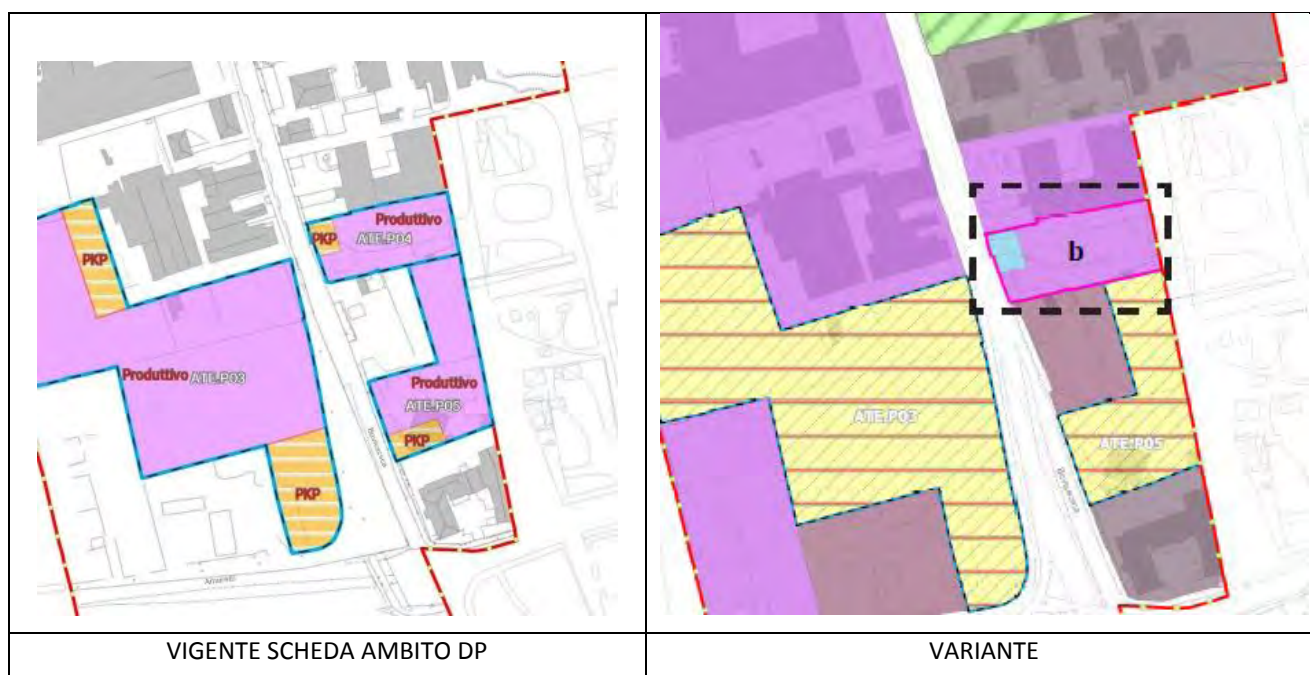 PKP
Produttivo
PKP
ATE.P04
Produttivo
ATE.P03
Produttivo
ATE.P05
PKP
PKP
b
ATE.P03
ATE.P05
VIGENTE SCHEDA AMBITO DP
VARIANTE